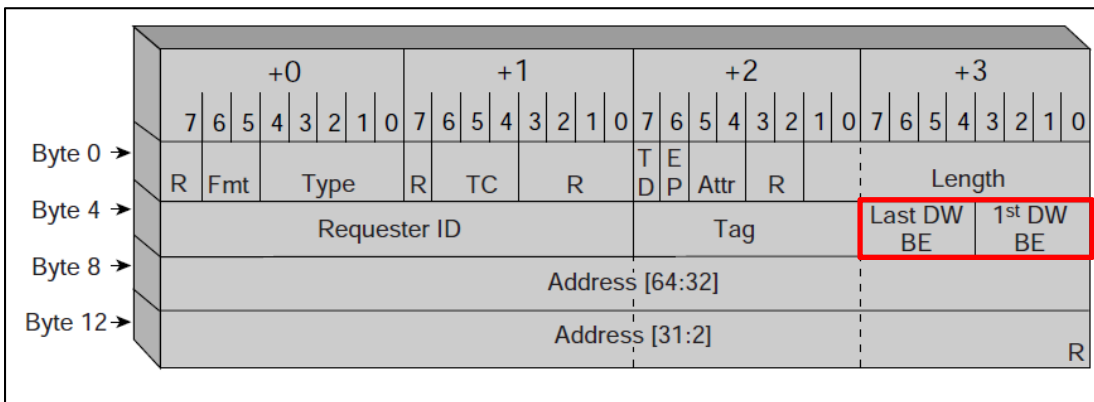 +0 +1 +2 +3
7 6 5 4 3 2 1 0 7 6 5 4 3 2 1 0 7 6 5 4 3 2 1 0 7 6 5 4 3 2 1 0
Byte 0 R Fmt Type R TC R TD EP Attr R Length
Byte 4 Requester ID Tag Last DW BE 1st DW BE
Byte 8 Address [64:32]
Byte 12 Address [31:2] R